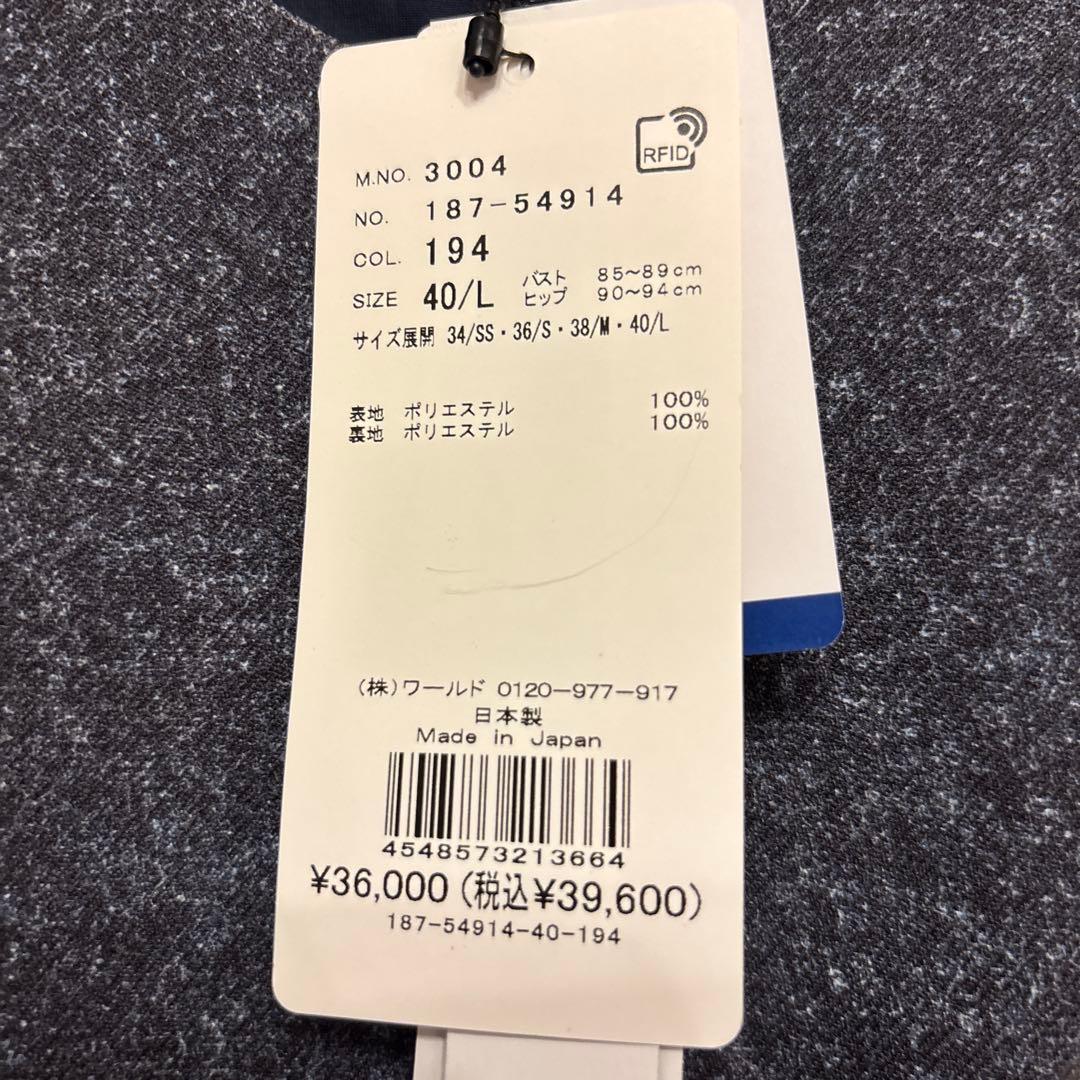 RFID
M.NO. 3004
NO. 187-54914
COL. 194
SIZE 40/L バスト 85~89cm
ヒップ 90~94cm
サイズ展開 34/SS・36/S・38/M・40/L
表地 ポリエステル 100%
裏地 ポリエステル 100%
(株)ワールド 0120-977-917
日本製
Made in Japan
4548573213664
¥36,000(税込¥39,600)
187-54914-40-194